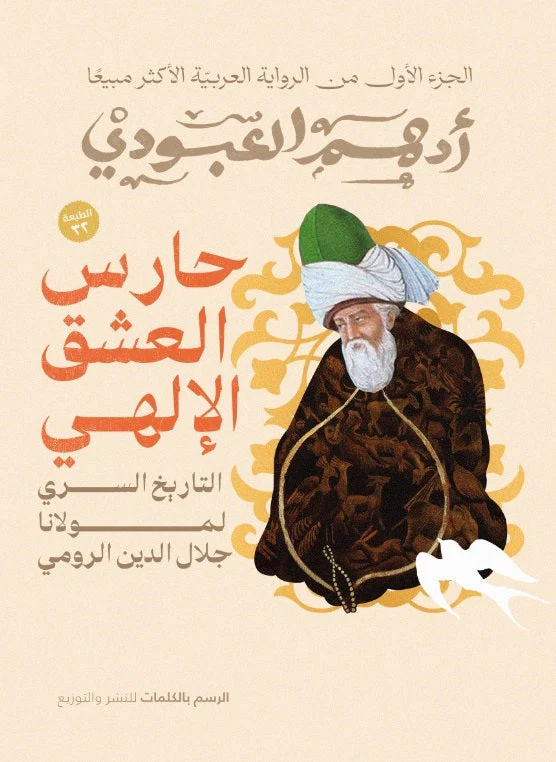 الجزء الأول من الرواية العربيّة الأكثر مبيعًا
أدهم العبودي
الطبعة
٣٢
حارس
العشق
الإلهي
التاريخ السري
لمولانا
جلال الدين الرومي
الرسم بالكلمات للنشر والتوزيع